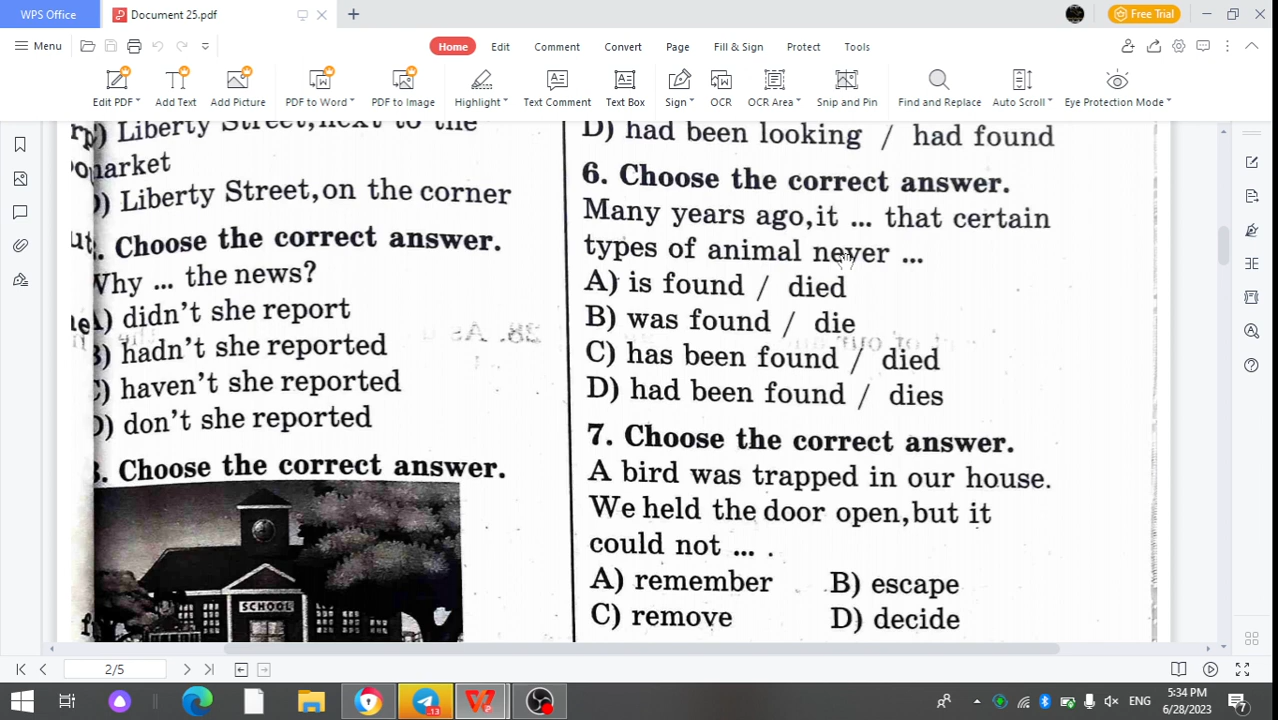 WPS Office
Document 25.pdf
Free Trial
Menu
Home
Edit
Comment
Convert
Page
Fill & Sign
Protect
Tools
Edit PDF
Add Text
Add Picture
PDF to Word
PDF to Image
Highlight
Text Comment
Text Box
Sign
OCR
OCR Area
Snip and Pin
Find and Replace
Auto Scroll
Eye Protection Mode
) Liberty Street, next to the
market
) Liberty Street, on the corner
. Choose the correct answer.
Why ... the news?
A) didn't she report
B) hadn't she reported
C) haven't she reported
D) don't she reported
3. Choose the correct answer.
SCHOOL
D) had been looking / had found
6. Choose the correct answer.
Many years ago, it ... that certain
types of animal never ...
A) is found / died
B) was found / die
C) has been found / died
D) had been found / dies
7. Choose the correct answer.
A bird was trapped in our house.
We held the door open, but it
could not ... .
A) remember B) escape
C) remove D) decide
2/5
13
ENG
5:34 PM
6/28/2023
7